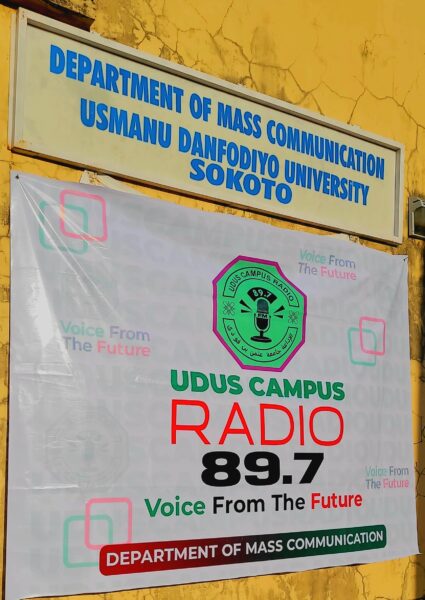 DEPARTMENT OF MASS COMMUNICATION
USMANU DANFODIYO UNIVERSITY
SOKOTO
Voice From
The Future
UDUS CAMPUS RADIO
89.7
FM
Voice From
The Future
UDUS CAMPUS
RADIO
89.7
Voice From
The Future
Voice From The Future
DEPARTMENT OF MASS COMMUNICATION